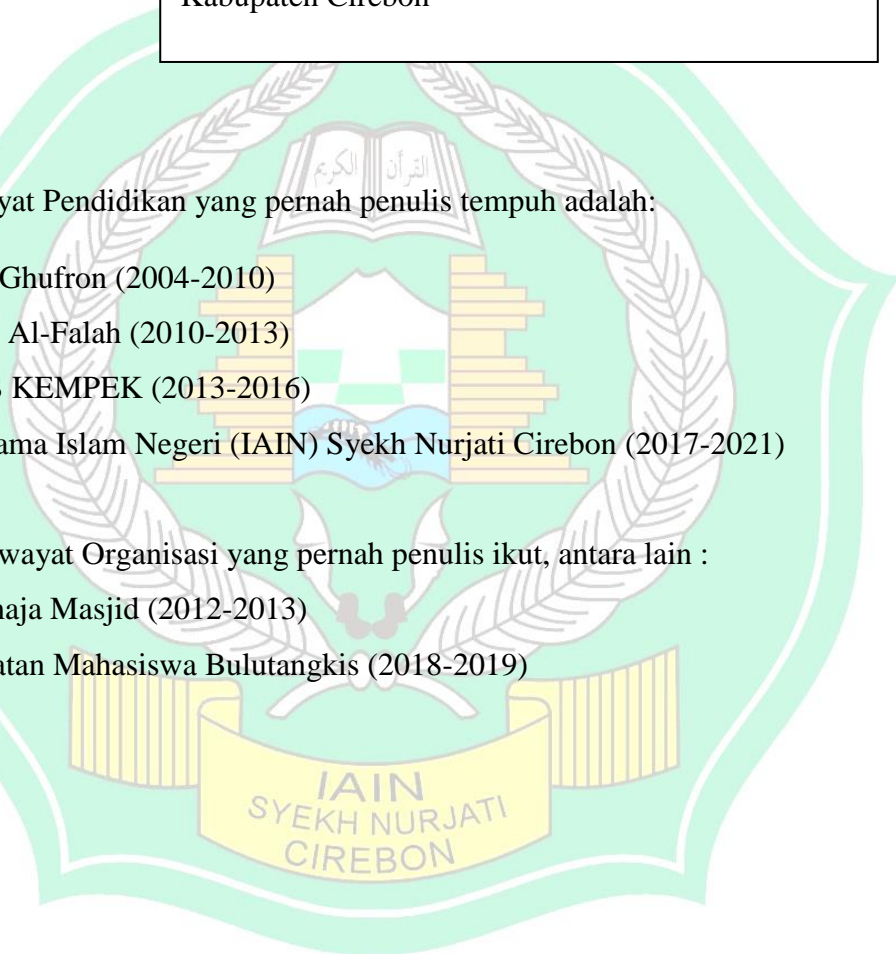 Kabupaten Cirebon
القرآن الكريم
yat Pendidikan yang pernah penulis tempuh adalah:
Ghufron (2004-2010)
Al-Falah (2010-2013)
KEMPEK (2013-2016)
ama Islam Negeri (IAIN) Syekh Nurjati Cirebon (2017-2021)
wayat Organisasi yang pernah penulis ikut, antara lain :
naja Masjid (2012-2013)
atan Mahasiswa Bulutangkis (2018-2019)
IAIN
SYEKH NURJATI
CIREBON